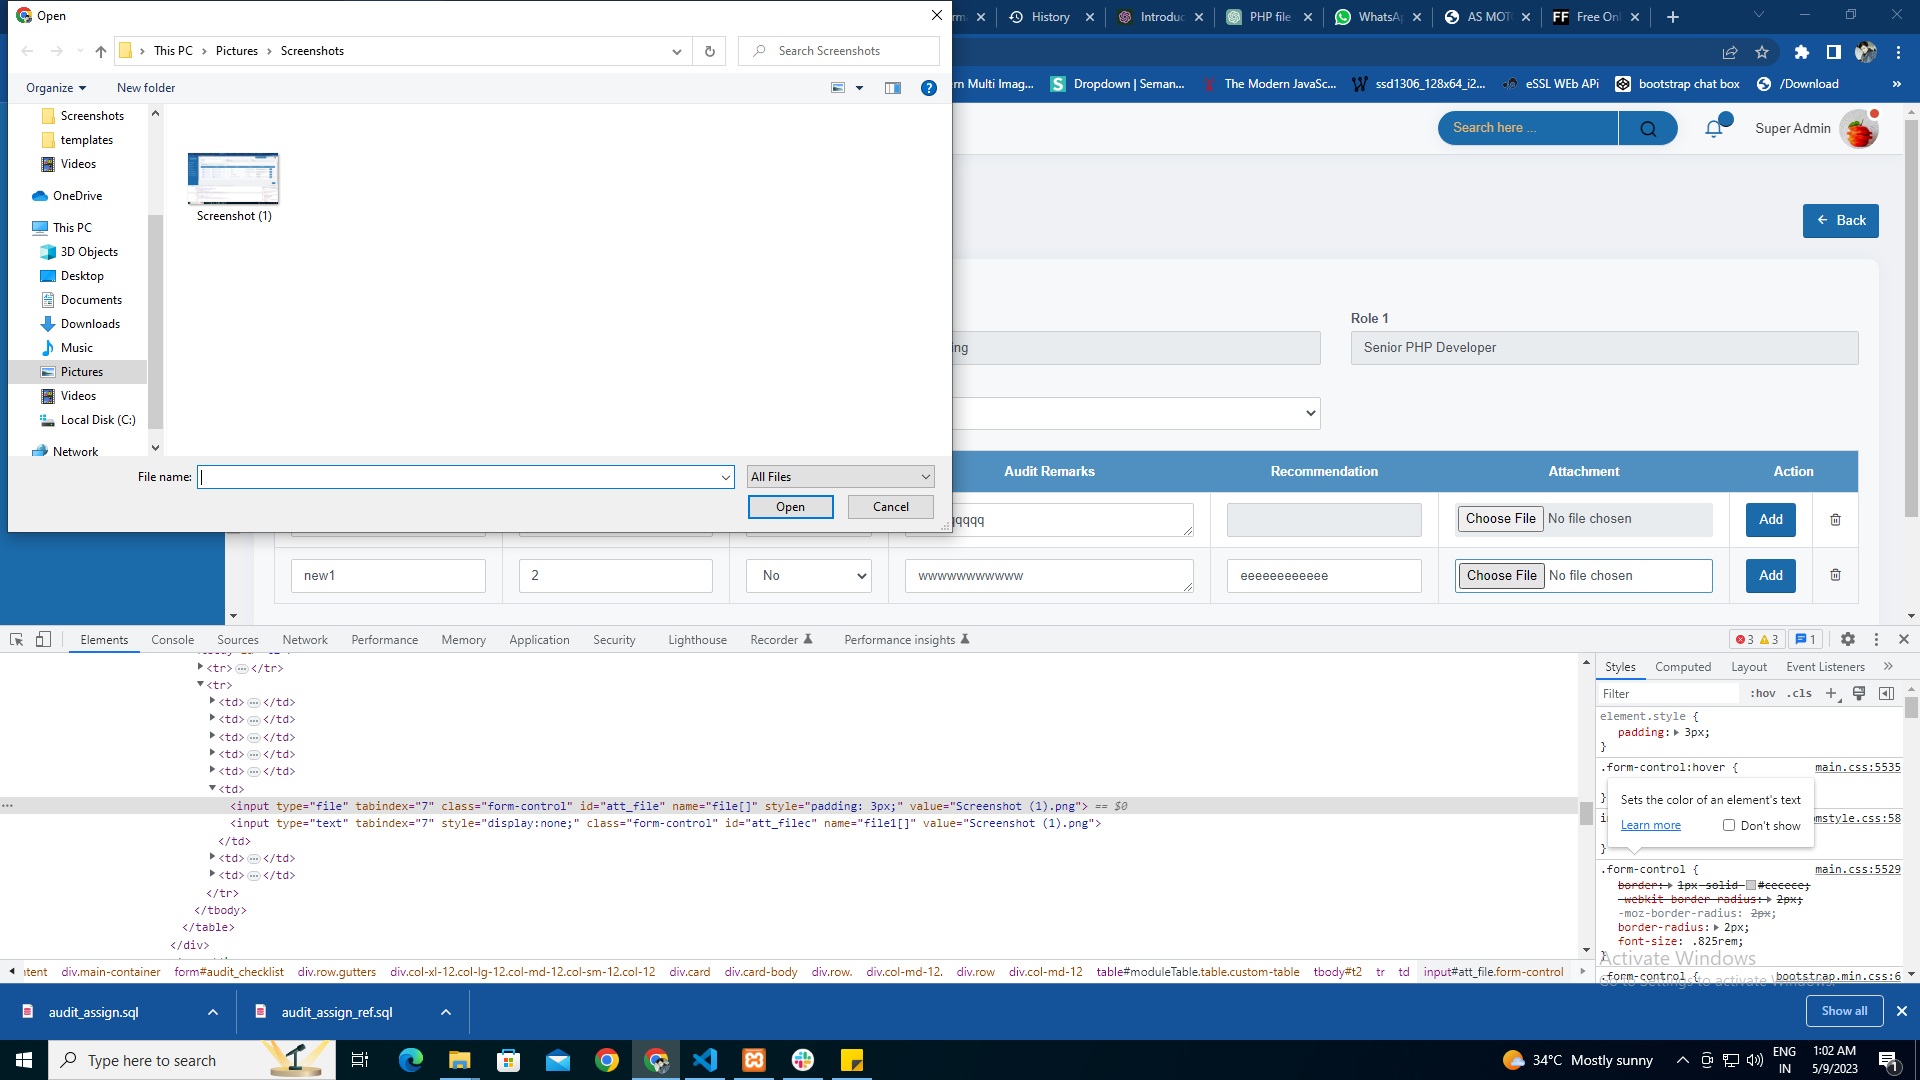 Open
History
Introduc
PHP file
WhatsAp
AS MOT
Free Onl
This PC
Pictures
Screenshots
Search Screenshots
Organize
New folder
Multi Imag...
Dropdown | Seman...
The Modern JavaScr...
ssd1306_128x64_i2...
eSSL WEb APi
bootstrap chat box
/Download
»
Screenshots
templates
Videos
OneDrive
This PC
3D Objects
Desktop
Documents
Downloads
Music
Pictures
Videos
Local Disk (C:)
Network
Screenshot (1)
File name:
All Files
Open
Cancel
Search here ...
Super Admin
Back
Role 1
ing
Senior PHP Developer
Audit Remarks
Recommendation
Attachment
Action
qqqq
Choose File No file chosen
Add
new1
2
No
wwwwwwwwwww
eeeeeeeeeeee
Choose File No file chosen
Add
Elements
Console
Sources
Network
Performance
Memory
Application
Security
Lighthouse
Recorder
Performance insights
3
3
1
<tr>…</tr>
<tr>
<td>…</td>
<td>…</td>
<td>…</td>
<td>…</td>
<td>…</td>
<td>
<input type="file" tabindex="7" class="form-control" id="att_file" name="file[]" style="padding: 3px;" value="Screenshot (1).png"> == $0
<input type="text" tabindex="7" style="display:none;" class="form-control" id="att_filec" name="file1[]" value="Screenshot (1).png">
</td>
<td>…</td>
<td>…</td>
</tr>
</tbody>
</table>
</div>
Styles
Computed
Layout
Event Listeners
»
Filter
:hov
.cls
element.style {
padding: 3px;
}
.form-control:hover {
main.css:5535
}
Sets the color of an element's text
Learn more
Don't show
mstyle.css:58
}
.form-control {
main.css:5529
border: 1px solid #cecece;
-webkit-border-radius: 2px;
-moz-border-radius: 2px;
border-radius: 2px;
font-size: .825rem;
}
.form-control {
bootstrap.min.css:6
Activate Windows
Go to Settings to activate Windows.
ntent
div.main-container
form#audit_checklist
div.row.gutters
div.col-xl-12.col-lg-12.col-md-12.col-sm-12.col-12
div.card
div.card-body
div.row.
div.col-md-12.
div.row
div.col-md-12
table#moduleTable.table.custom-table
tbody#t2
tr
td
input#att_file.form-control
audit_assign.sql
audit_assign_ref.sql
Show all
Type here to search
34°C Mostly sunny
ENG
IN
1:02 AM
5/9/2023
1